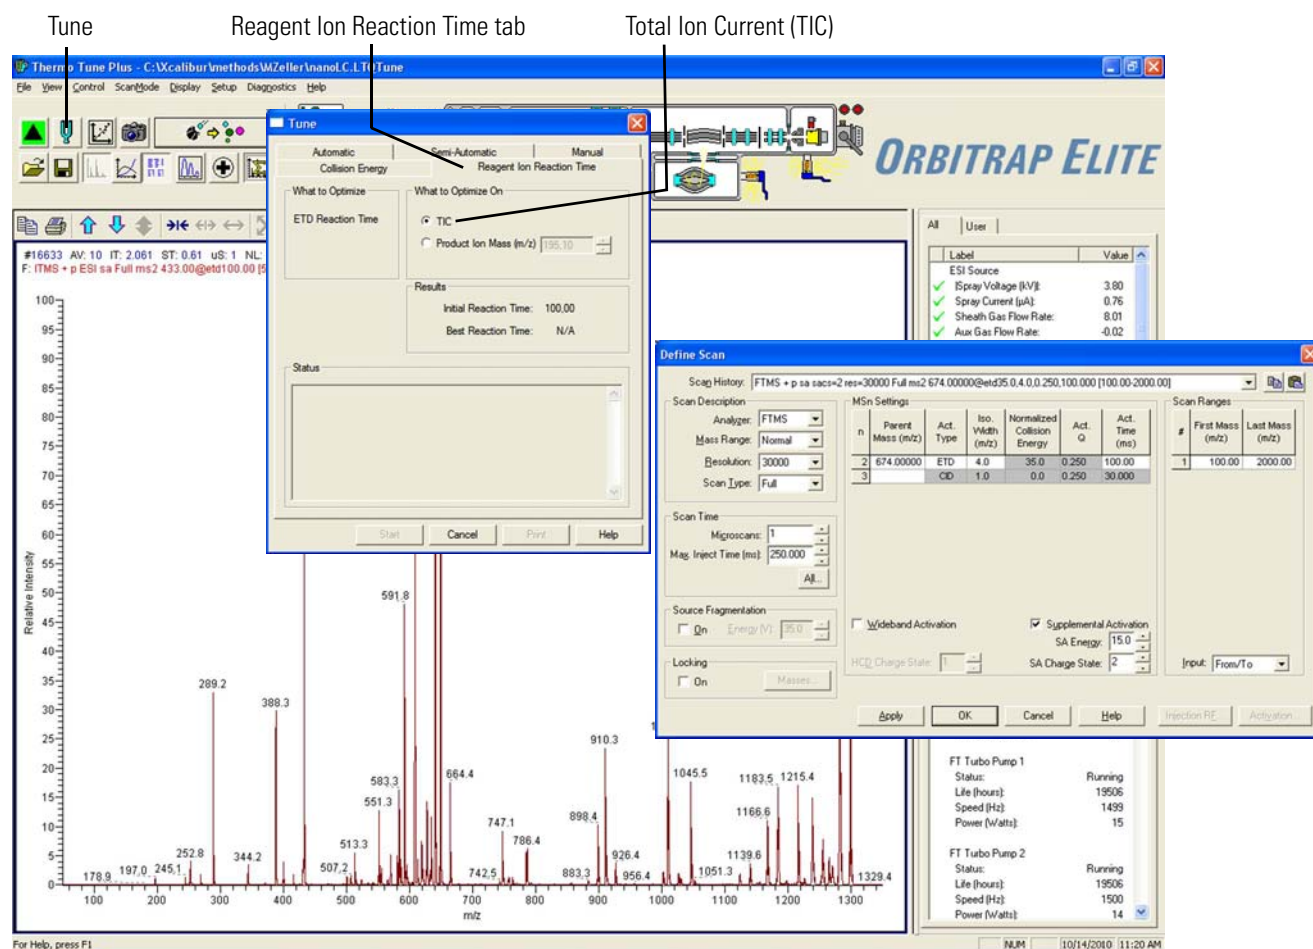 Tune Reagent Ion Reaction Time tab Total Ion Current (TIC)
Thermo Tune Plus - C:\Xcalibur\methods\MZeller\nanoLC.LTQTune
File View Control ScanMode Display Setup Diagnostics Help
ORBITRAP ELITE
Tune
Automatic Semi-Automatic Manual
Collision Energy Reagent Ion Reaction Time
What to Optimize
ETD Reaction Time
What to Optimize On
TIC
Product Ion Mass (m/z) 195.10
Results
Initial Reaction Time: 100,00
Best Reaction Time: N/A
Status
Start Cancel Print Help
#16633 AV: 10 IT: 2.061 ST: 0.61 uS: 1 NL:
F: ITMS + p ESI sa Full ms2 433.00@etd100.00 [5
All User
Label Value
ESI Source
Spray Voltage (kV): 3.80
Spray Current (µA): 0.76
Sheath Gas Flow Rate: 8.01
Aux Gas Flow Rate: -0.02
Define Scan
Scan History: FTMS + p sa sacs=2 res=30000 Full ms2 674.00000@etd35.0,4.0,0.250,100.000 [100.00-2000.00]
Scan Description
Analyzer: FTMS
Mass Range: Normal
Resolution: 30000
Scan Type: Full
Scan Time
Microscans: 1
Max. Inject Time (ms): 250.000
All...
Source Fragmentation
On Energy (V): 35.0
Locking
On Masses...
MSn Settings
n Parent Mass (m/z) Act. Type Iso. Width (m/z) Normalized Collision Energy Act. Q Act. Time (ms)
2 674.00000 ETD 4.0 35.0 0.250 100.00
3 CID 1.0 0.0 0.250 30.000
Wideband Activation
Supplemental Activation
SA Energy: 15.0
HCD Charge State: 1
SA Charge State: 2
Scan Ranges
# First Mass (m/z) Last Mass (m/z)
1 100.00 2000.00
Input: From/To
Apply OK Cancel Help Injection RF... Activation...
Relative Intensity
100
95
90
85
80
75
70
65
60
55
50
45
40
35
30
25
20
15
10
5
0
591.8
289.2
388.3
910.3
583.3
664.4
1045.5
1183.5
1215.4
551.3
1166.6
898.4
747.1
513.3
786.4
252.8
344.2
507.2
926.4
1139.6
178.9
197.0
245.1
742.5
883.3
956.4
1051.3
1329.4
100 200 300 400 500 600 700 800 900 1000 1100 1200 1300
m/z
FT Turbo Pump 1
Status: Running
Life (hours): 19506
Speed (Hz): 1499
Power (Watts): 15
FT Turbo Pump 2
Status: Running
Life (hours): 19506
Speed (Hz): 1500
Power (Watts): 14
For Help, press F1
NUM 10/14/2010 11:20 AM